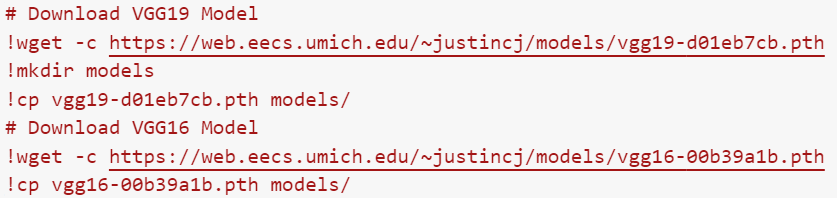 # Download VGG19 Model
!wget -c https://web.eecs.umich.edu/~justincj/models/vgg19-d01eb7cb.pth
!mkdir models
!cp vgg19-d01eb7cb.pth models/
# Download VGG16 Model
!wget -c https://web.eecs.umich.edu/~justincj/models/vgg16-00b39a1b.pth
!cp vgg16-00b39a1b.pth models/